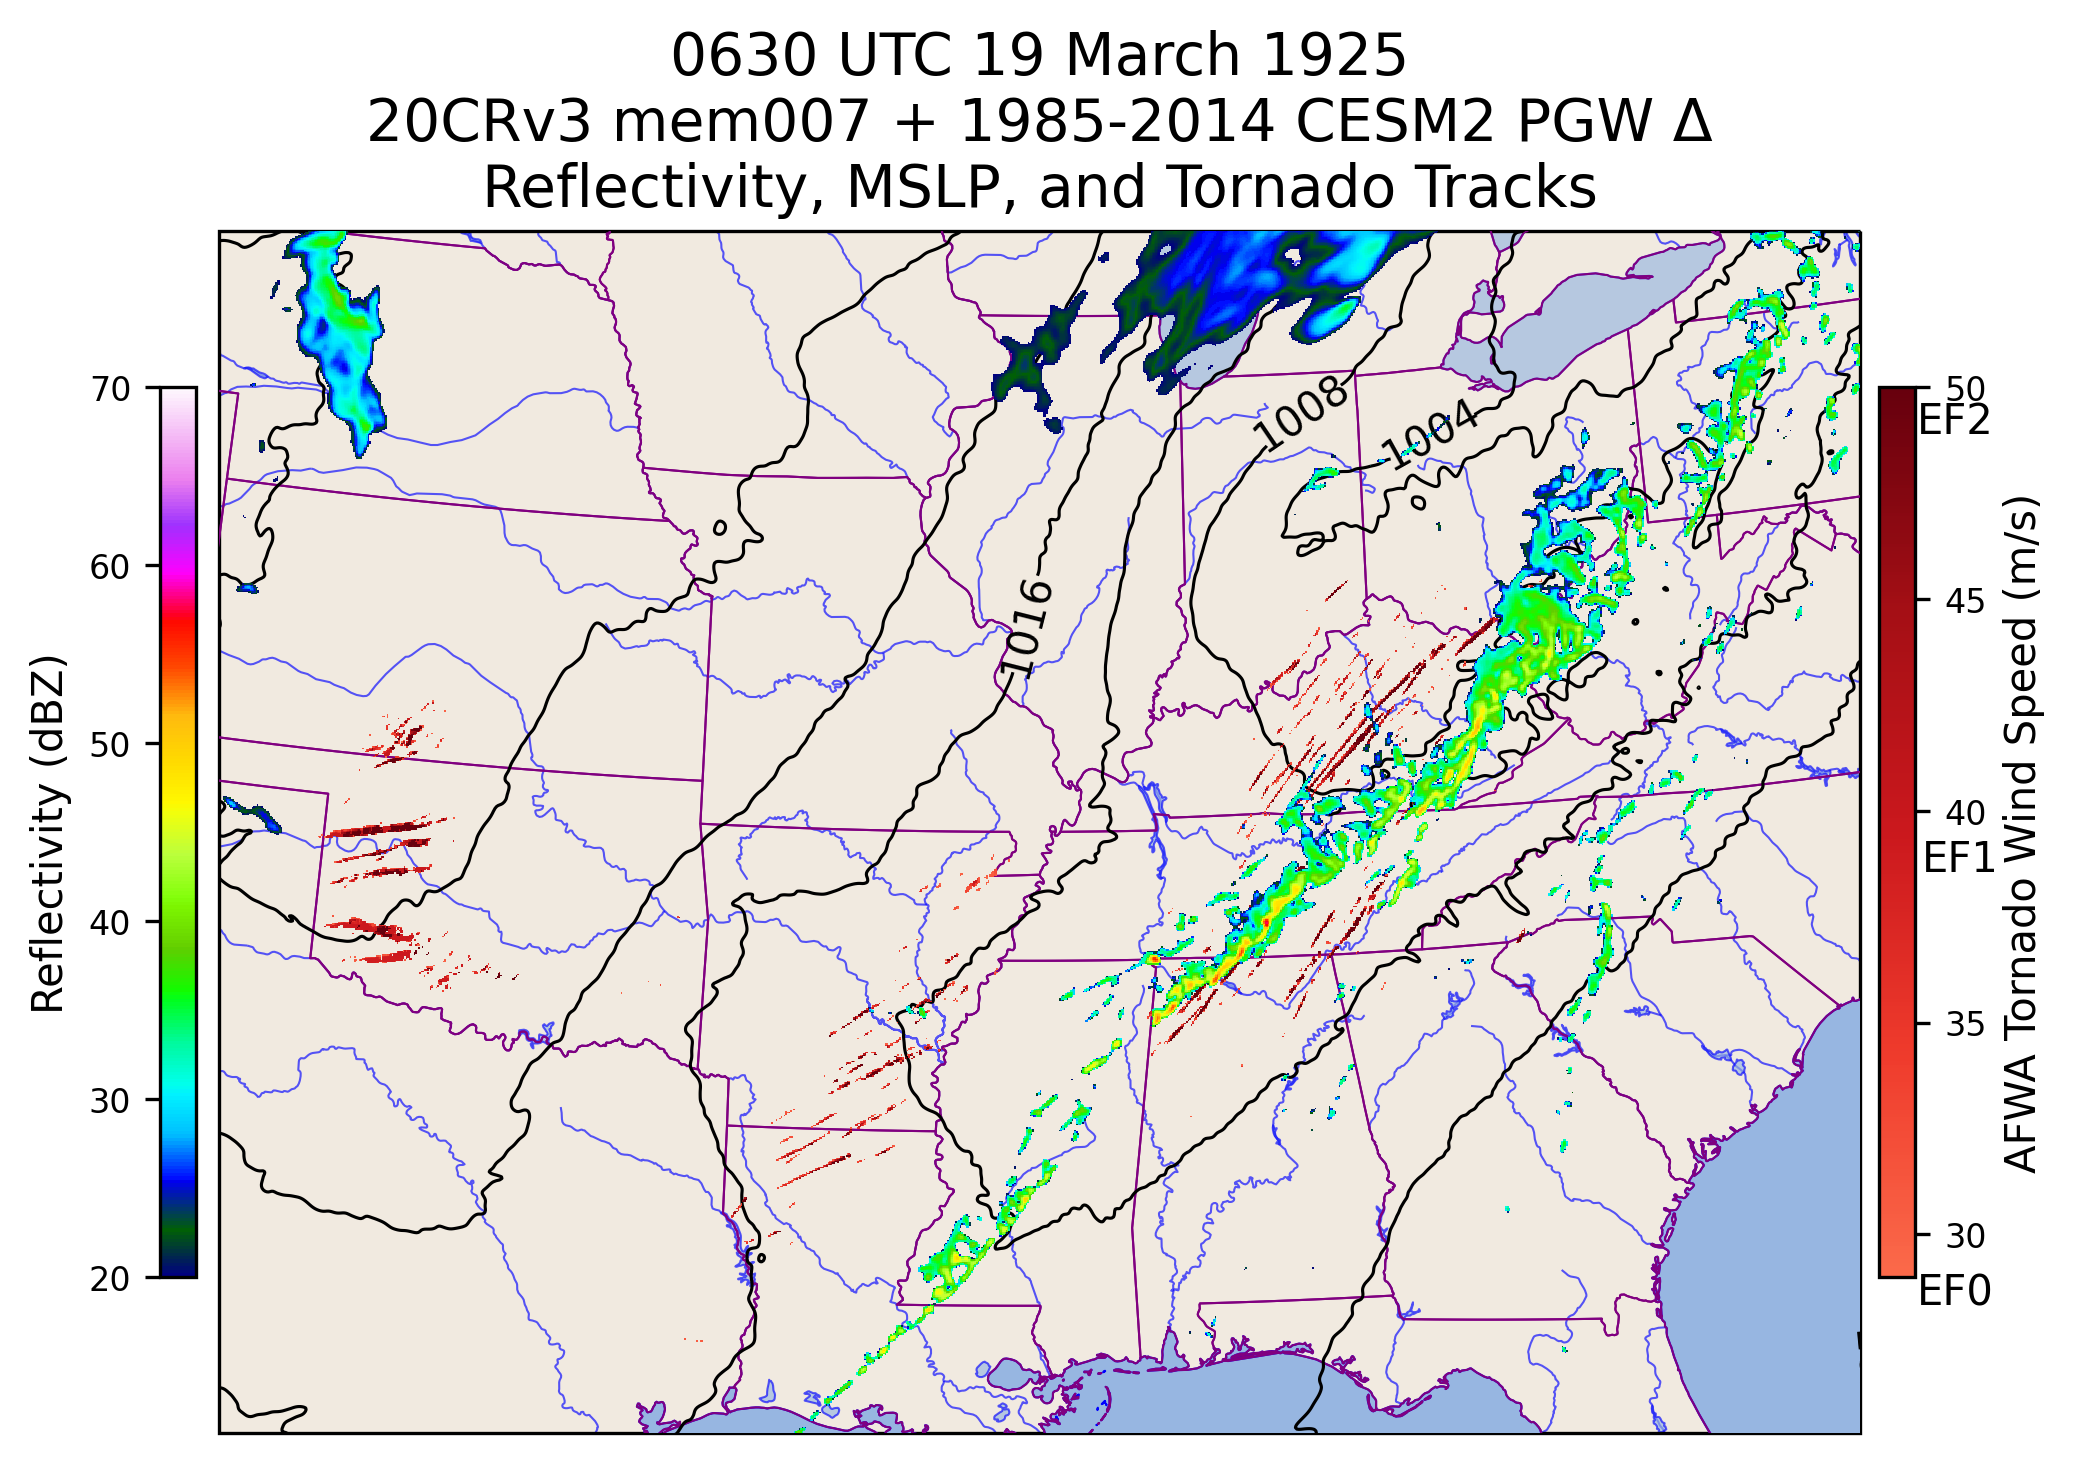 0630 UTC 19 March 1925
20CRv3 mem007 + 1985-2014 CESM2 PGW Δ
Reflectivity, MSLP, and Tornado Tracks
Reflectivity (dBZ)
70
60
50
40
30
20
1008
1004
1016
50
EF2
45
40
EF1
35
30
EF0
AFWA Tornado Wind Speed (m/s)